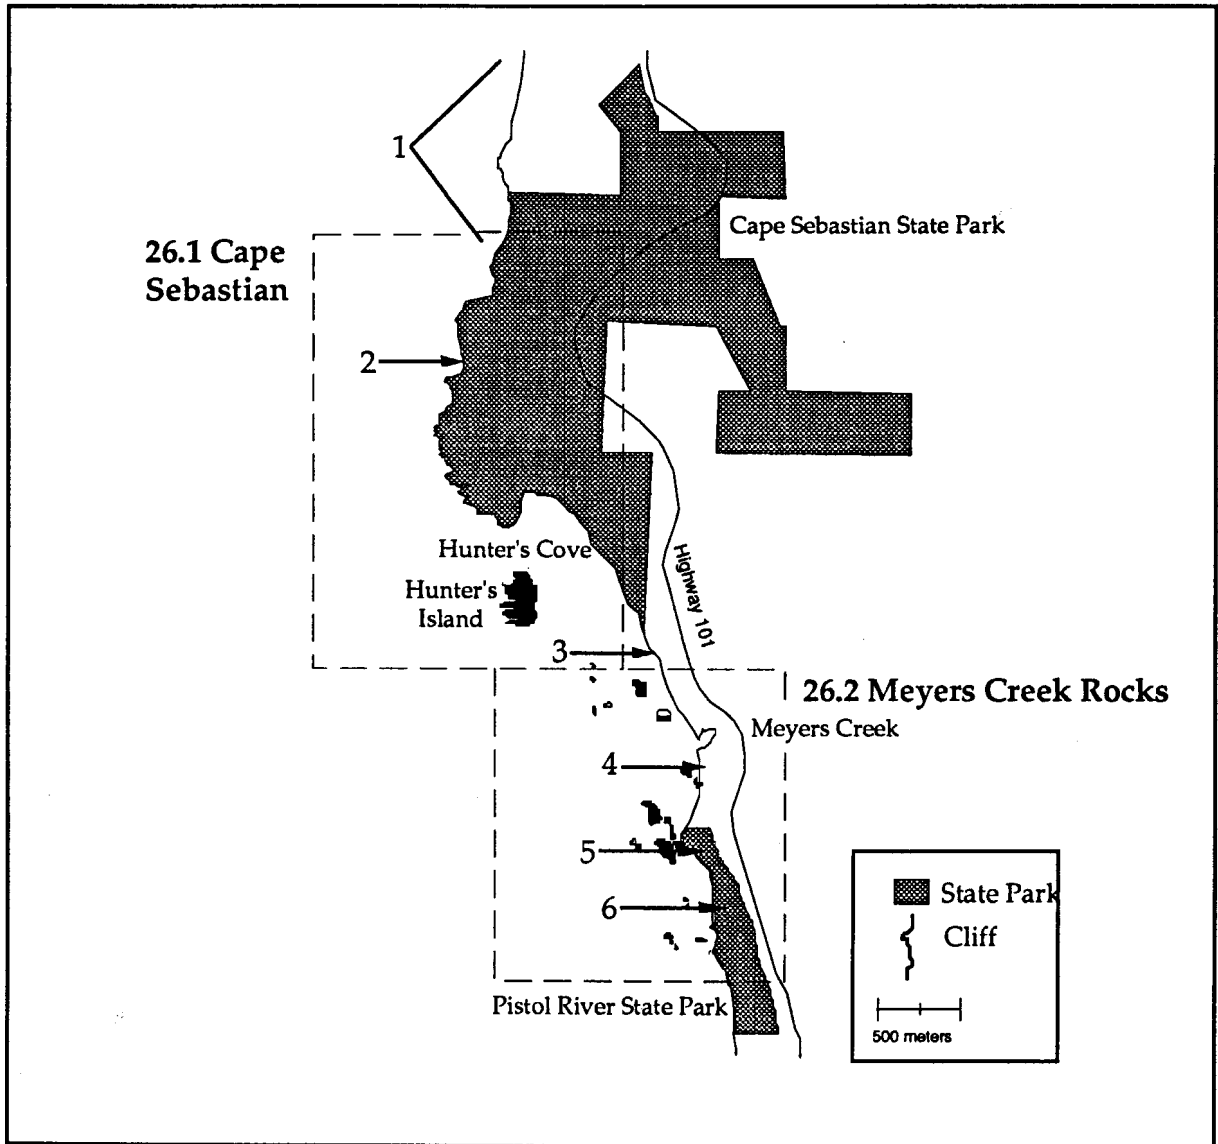 1
Cape Sebastian State Park
26.1 Cape
Sebastian
2
Hunter's Cove
Highway 101
Hunter's
Island
3
26.2 Meyers Creek Rocks
Meyers Creek
4
5
6
State Park
Cliff
Pistol River State Park
500 meters